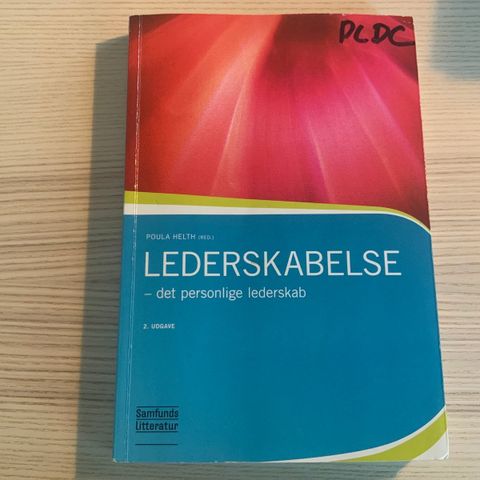 PLDC
POULA HELTH (RED.)
LEDERSKABELSE
– det personlige lederskab
2. UDGAVE
Samfunds
Litteratur